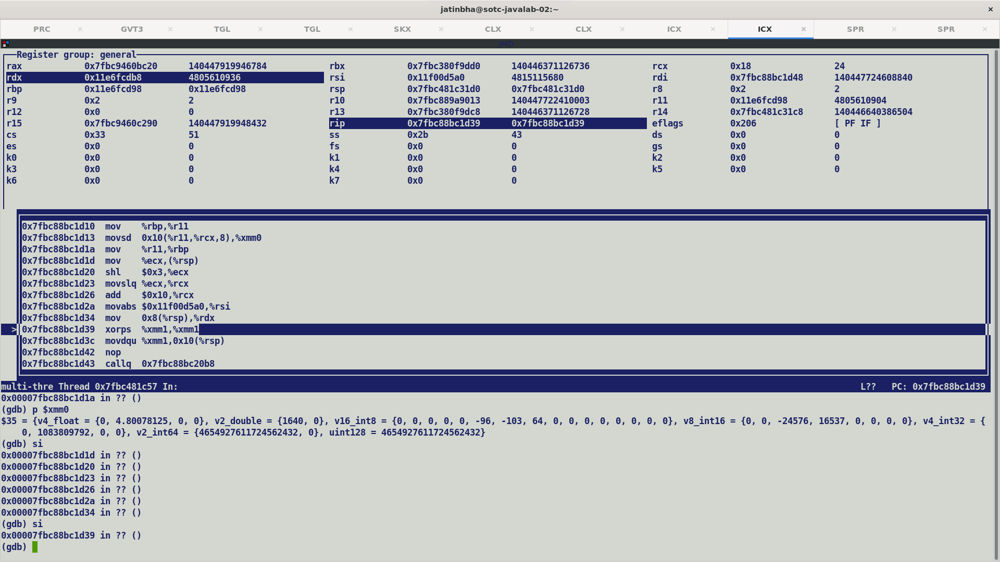 jatinbha@sotc-javalab-02:~ ×
PRC × GVT3 × TGL × TGL × SKX × CLX × CLX × ICX × ICX × SPR × SPR ×
JMD
Register group: general
rax 0x7fbc9460bc20 140447919946784 rbx 0x7fbc380f9dd0 140446371126736 rcx 0x18 24
rdx 0x11e6fcdb8 4805610936 rsi 0x11f00d5a0 4815115680 rdi 0x7fbc88bc1d48 140447724608840
rbp 0x11e6fcd98 0x11e6fcd98 rsp 0x7fbc481c31d0 0x7fbc481c31d0 r8 0x2 2
r9 0x2 2 r10 0x7fbc889a9013 140447722410003 r11 0x11e6fcd98 4805610904
r12 0x0 0 r13 0x7fbc380f9dc8 140446371126728 r14 0x7fbc481c31c8 140446640386504
r15 0x7fbc9460c290 140447919948432 rip 0x7fbc88bc1d39 0x7fbc88bc1d39 eflags 0x206 [ PF IF ]
cs 0x33 51 ss 0x2b 43 ds 0x0 0
es 0x0 0 fs 0x0 0 gs 0x0 0
k0 0x0 0 k1 0x0 0 k2 0x0 0
k3 0x0 0 k4 0x0 0 k5 0x0 0
k6 0x0 0 k7 0x0 0
0x7fbc88bc1d10 mov %rbp,%r11
0x7fbc88bc1d13 movsd 0x10(%r11,%rcx,8),%xmm0
0x7fbc88bc1d1a mov %r11,%rbp
0x7fbc88bc1d1d mov %ecx,(%rsp)
0x7fbc88bc1d20 shl $0x3,%ecx
0x7fbc88bc1d23 movslq %ecx,%rcx
0x7fbc88bc1d26 add $0x10,%rcx
0x7fbc88bc1d2a movabs $0x11f00d5a0,%rsi
0x7fbc88bc1d34 mov 0x8(%rsp),%rdx
> 0x7fbc88bc1d39 xorps %xmm1,%xmm1
0x7fbc88bc1d3c movdqu %xmm1,0x10(%rsp)
0x7fbc88bc1d42 nop
0x7fbc88bc1d43 callq 0x7fbc88bc20b8
multi-thre Thread 0x7fbc481c57 In: L?? PC: 0x7fbc88bc1d39
0x00007fbc88bc1d1a in ?? ()
(gdb) p $xmm0
$35 = {v4_float = {0, 4.80078125, 0, 0}, v2_double = {1640, 0}, v16_int8 = {0, 0, 0, 0, 0, -96, -103, 64, 0, 0, 0, 0, 0, 0, 0, 0}, v8_int16 = {0, 0, -24576, 16537, 0, 0, 0, 0}, v4_int32 = {
0, 1083809792, 0, 0}, v2_int64 = {4654927611724562432, 0}, uint128 = 4654927611724562432}
(gdb) si
0x00007fbc88bc1d1d in ?? ()
0x00007fbc88bc1d20 in ?? ()
0x00007fbc88bc1d23 in ?? ()
0x00007fbc88bc1d26 in ?? ()
0x00007fbc88bc1d2a in ?? ()
0x00007fbc88bc1d34 in ?? ()
(gdb) si
0x00007fbc88bc1d39 in ?? ()
(gdb)